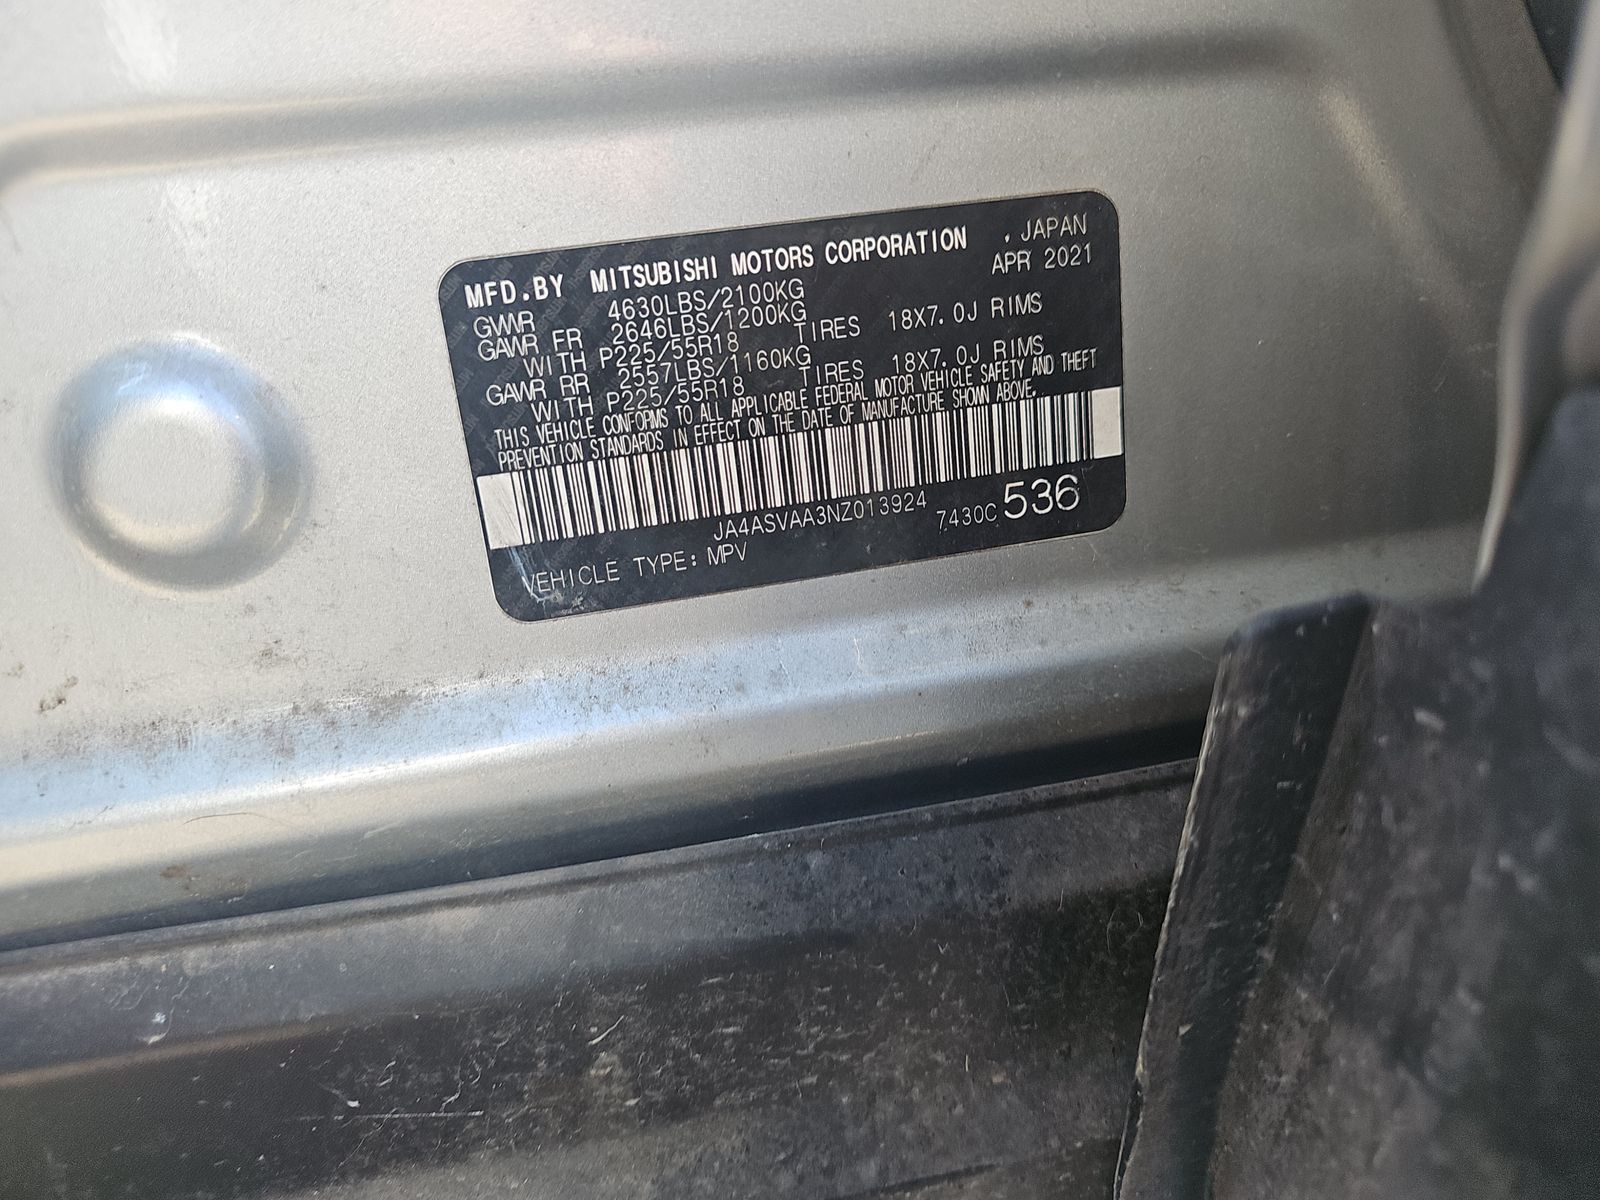 MFD.BY MITSUBISHI MOTORS CORPORATION . JAPAN
APR 2021
GVWR 4630LBS/2100KG
GAWR FR 2646LBS/1200KG
WITH P225/55R18 TIRES 18X7.0J RIMS
GAWR RR 2557LBS/1160KG
WITH P225/55R18 TIRES 18X7.0J RIMS
THIS VEHICLE CONFORMS TO ALL APPLICABLE FEDERAL MOTOR VEHICLE SAFETY AND THEFT
PREVENTION STANDARDS IN EFFECT ON THE DATE OF MANUFACTURE SHOWN ABOVE.
JA4ASVAA3NZ013924 7430C 536
VEHICLE TYPE: MPV